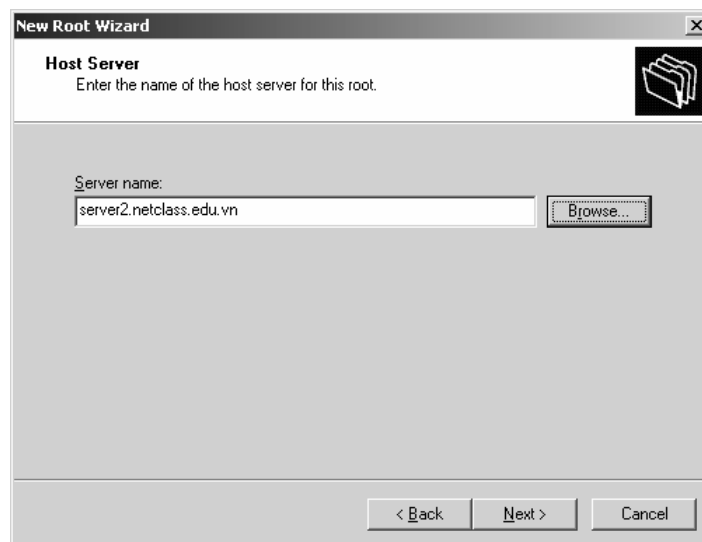 New Root Wizard
Host Server
Enter the name of the host server for this root.
Server name:
server2.netclass.edu.vn
Browse...
< Back
Next >
Cancel